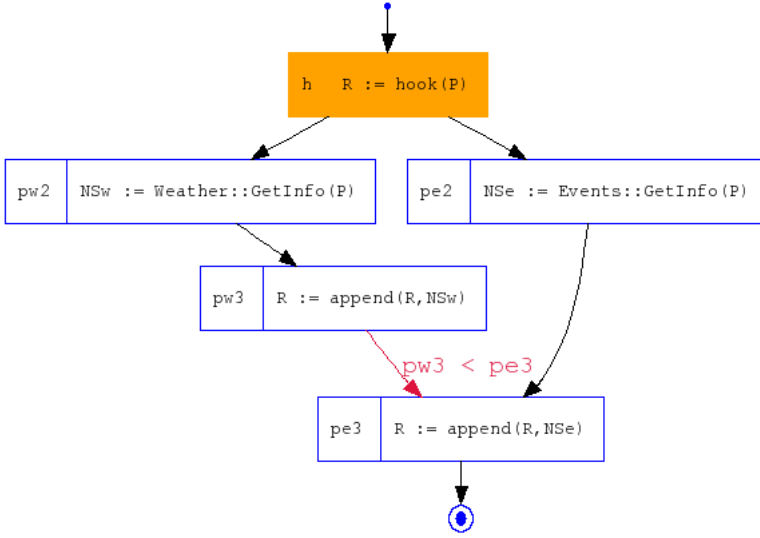 h R := hook(P)
pw2 NSw := Weather::GetInfo(P)
pe2 NSe := Events::GetInfo(P)
pw3 R := append(R,NSw)
pw3 < pe3
pe3 R := append(R,NSe)